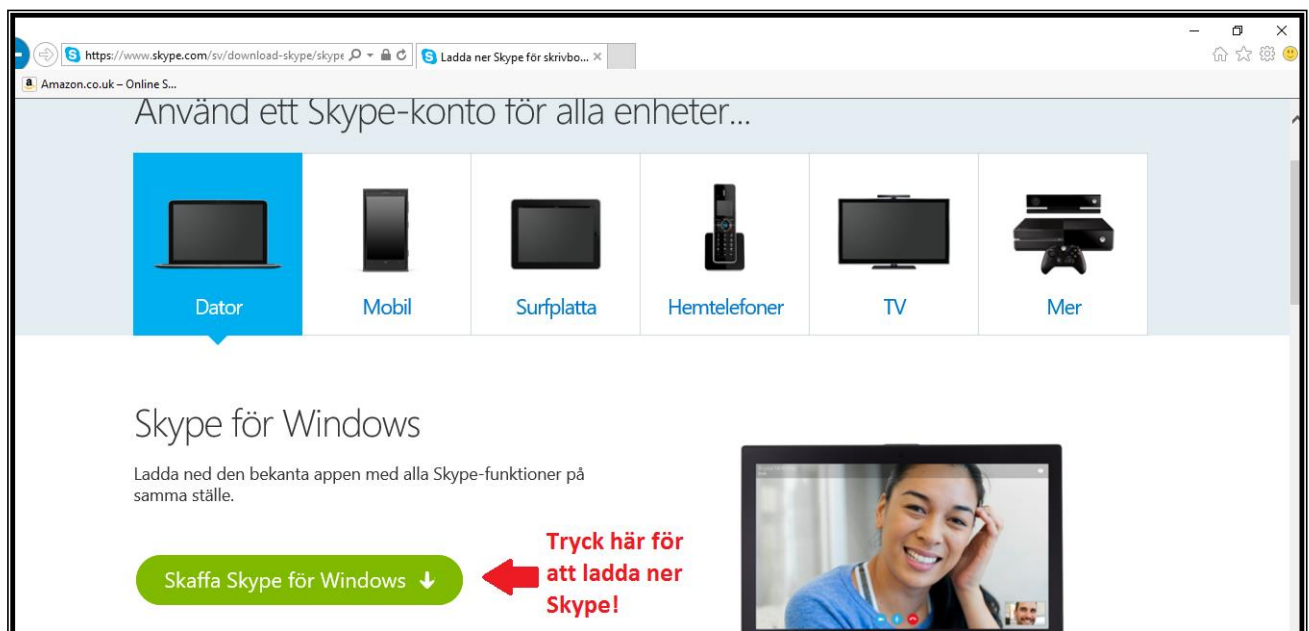 https://www.skype.com/sv/download-skype/skype
Ladda ner Skype för skrivbo...
Amazon.co.uk – Online S...
Använd ett Skype-konto för alla enheter...
Dator
Mobil
Surfplatta
Hemtelefoner
TV
Mer
Skype för Windows
Ladda ned den bekanta appen med alla Skype-funktioner på
samma ställe.
Skaffa Skype för Windows
Tryck här för
att ladda ner
Skype!